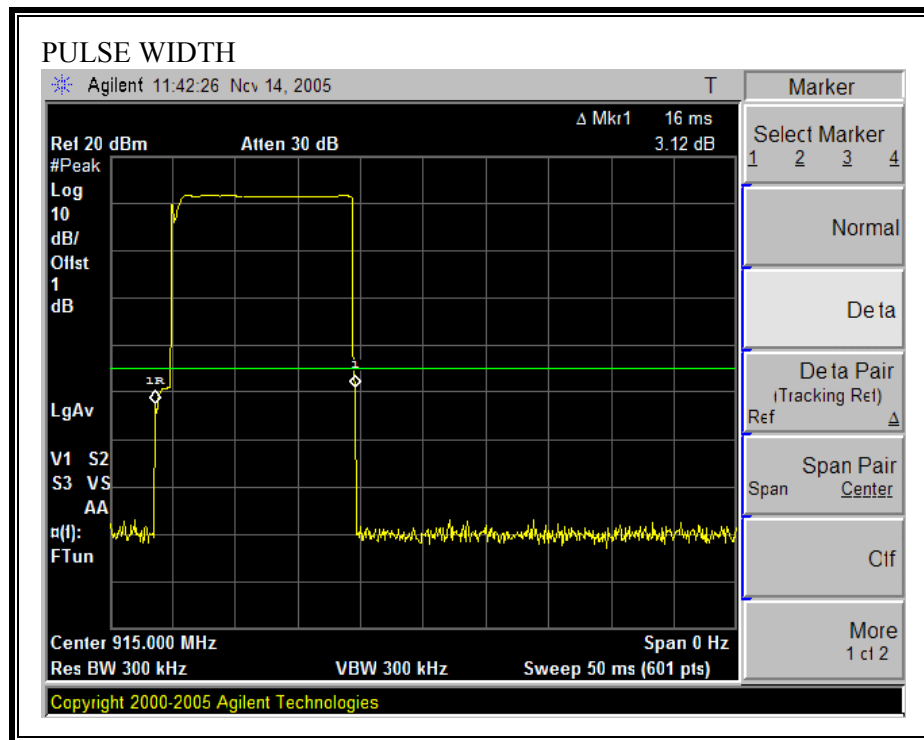 PULSE WIDTH
Agilent 11:42:26 Nov 14, 2005 T
Marker
Δ Mkr1 16 ms
Ref 20 dBm Atten 30 dB 3.12 dB
#Peak
Log
10
dB/
Offst
1
dB
1R
1
LgAv
V1 S2
S3 VS
AA
¤(f):
FTun
Center 915.000 MHz Span 0 Hz
Res BW 300 kHz VBW 300 kHz Sweep 50 ms (601 pts)
Copyright 2000-2005 Agilent Technologies
Select Marker
1 2 3 4
Normal
Delta
Delta Pair
(Tracking Ref)
Ref Δ
Span Pair
Span Center
Off
More
1 of 2